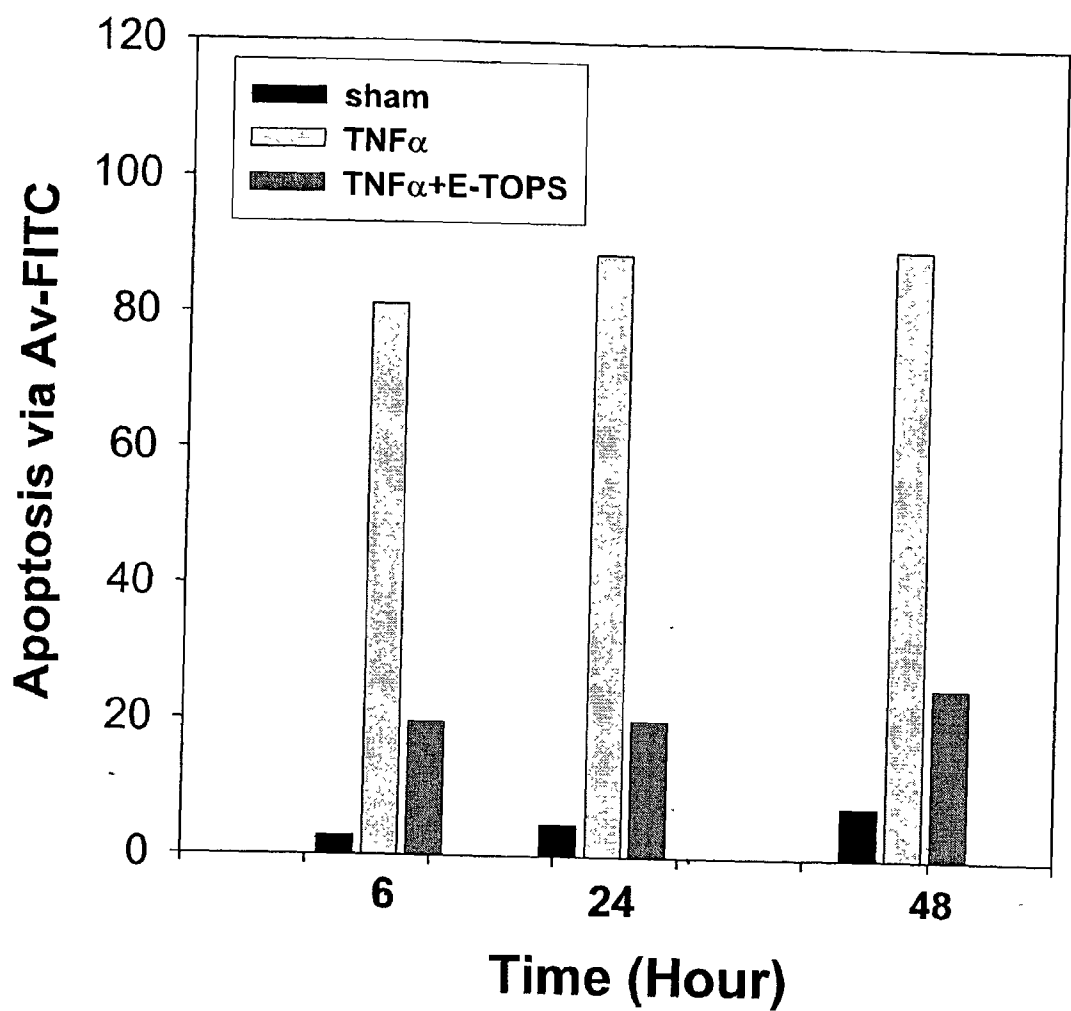 120
100
80
60
40
20
0
Apoptosis via Av-FITC
sham
TNFα
TNFα+E-TOPS
6 24 48
Time (Hour)